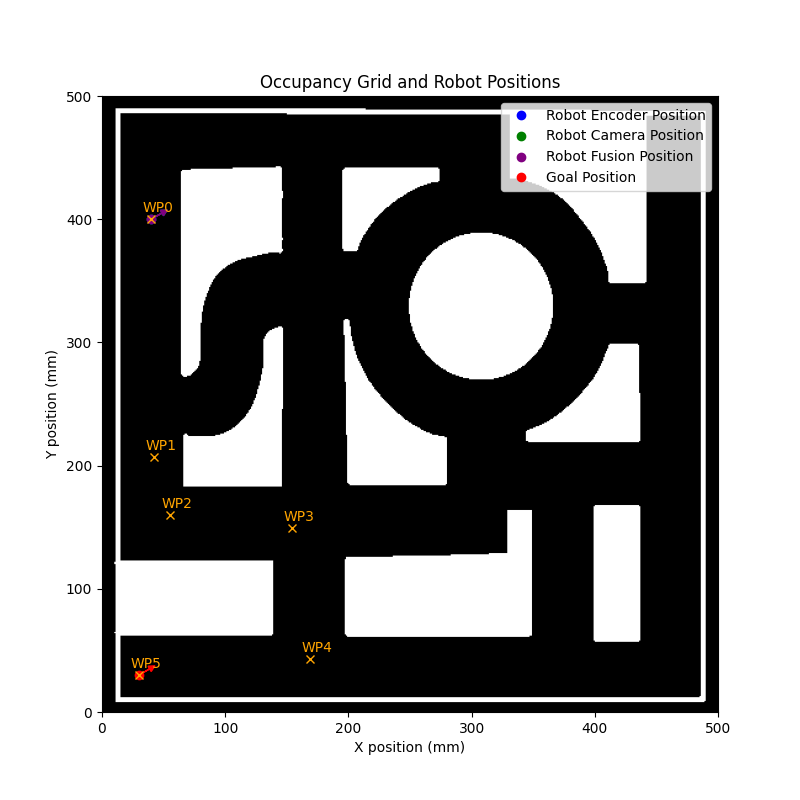 Occupancy Grid and Robot Positions
500
400
300
200
100
0
Y position (mm)
Robot Encoder Position
Robot Camera Position
Robot Fusion Position
Goal Position
WP0
WP1
WP2
WP3
WP4
WP5
0
100
200
300
400
500
X position (mm)